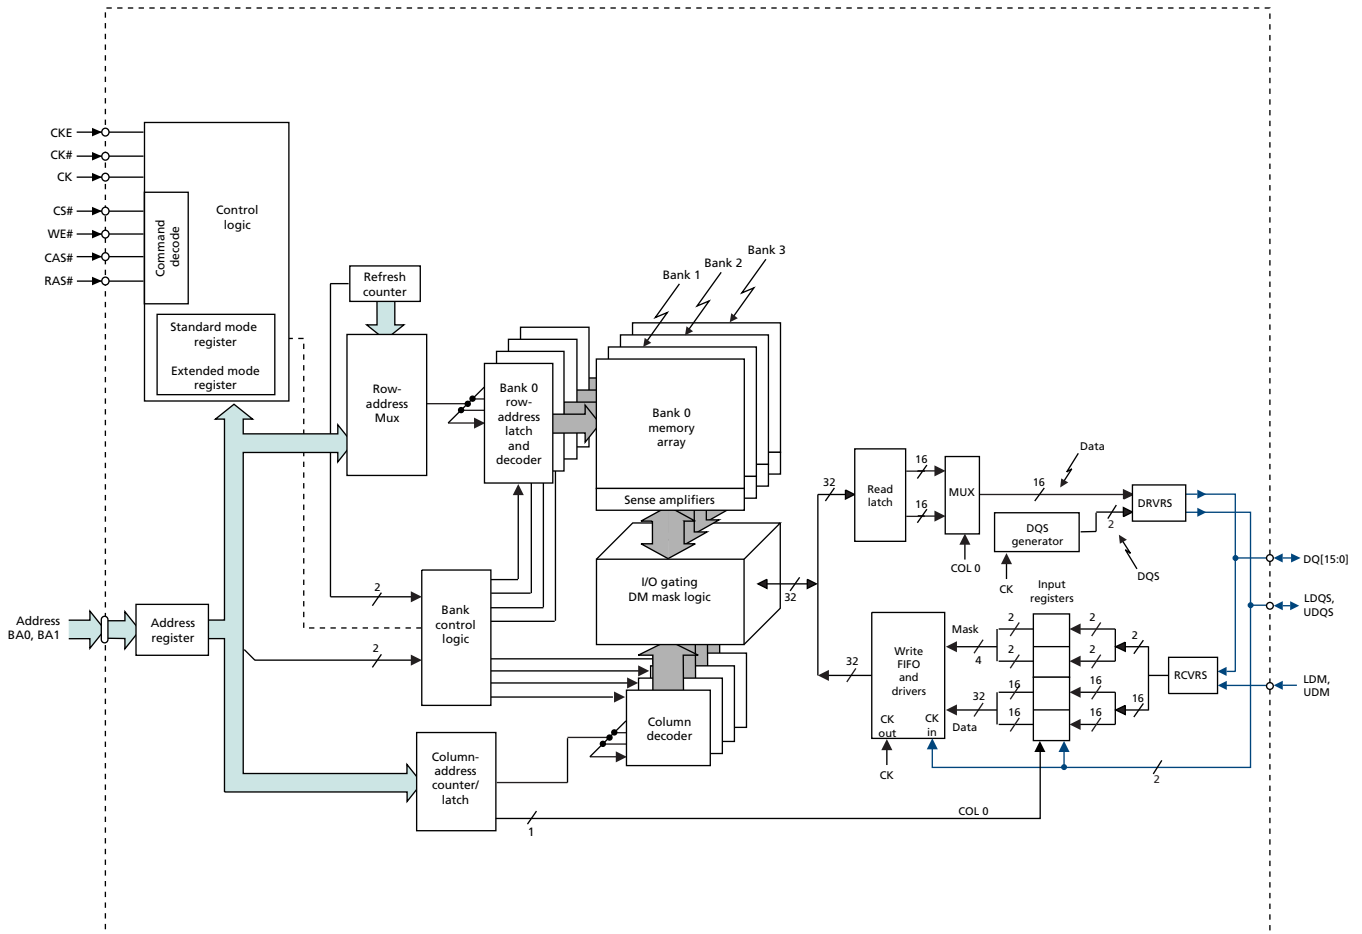 CKE
CK#
CK
CS#
WE#
CAS#
RAS#
Command
decode
Control
logic
Standard mode
register
Extended mode
register
Refresh
counter
Row-
address
Mux
Bank 0
row-
address
latch
and
decoder
Bank 1
Bank 2
Bank 3
Bank 0
memory
array
Sense amplifiers
I/O gating
DM mask logic
Address
BA0, BA1
Address
register
2
2
Bank
control
logic
Column
decoder
Column-
address
counter/
latch
1
COL 0
32
32
32
Read
latch
16
16
MUX
COL 0
16
Data
DQS
generator
CK
2
DQS
DRVRS
DQ[15:0]
LDQS,
UDQS
LDM,
UDM
RCVRS
Input
registers
Write
FIFO
and
drivers
CK
out
CK
in
CK
Mask
4
32
Data
2
2
16
16
2
2
16
16
2
16
2